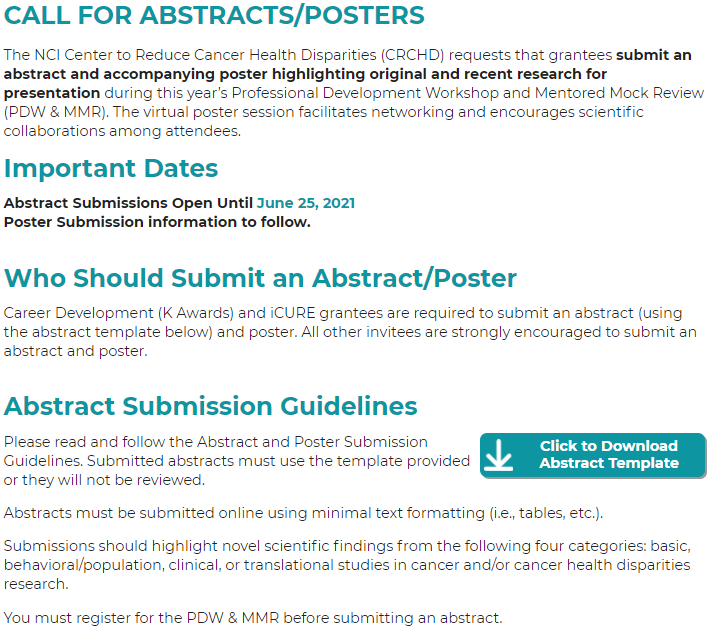 CALL FOR ABSTRACTS/POSTERS
The NCI Center to Reduce Cancer Health Disparities (CRCHD) requests that grantees submit an
abstract and accompanying poster highlighting original and recent research for
presentation during this year's Professional Development Workshop and Mentored Mock Review
(PDW & MMR). The virtual poster session facilitates networking and encourages scientific
collaborations among attendees.
Important Dates
Abstract Submissions Open Until June 25, 2021
Poster Submission information to follow.
Who Should Submit an Abstract/Poster
Career Development (K Awards) and iCURE grantees are required to submit an abstract (using
the abstract template below) and poster. All other invitees are strongly encouraged to submit an
abstract and poster.
Abstract Submission Guidelines
Please read and follow the Abstract and Poster Submission
Guidelines. Submitted abstracts must use the template provided
or they will not be reviewed.
Click to Download
Abstract Template
Abstracts must be submitted online using minimal text formatting (i.e., tables, etc.).
Submissions should highlight novel scientific findings from the following four categories: basic,
behavioral/population, clinical, or translational studies in cancer and/or cancer health disparities
research.
You must register for the PDW & MMR before submitting an abstract.